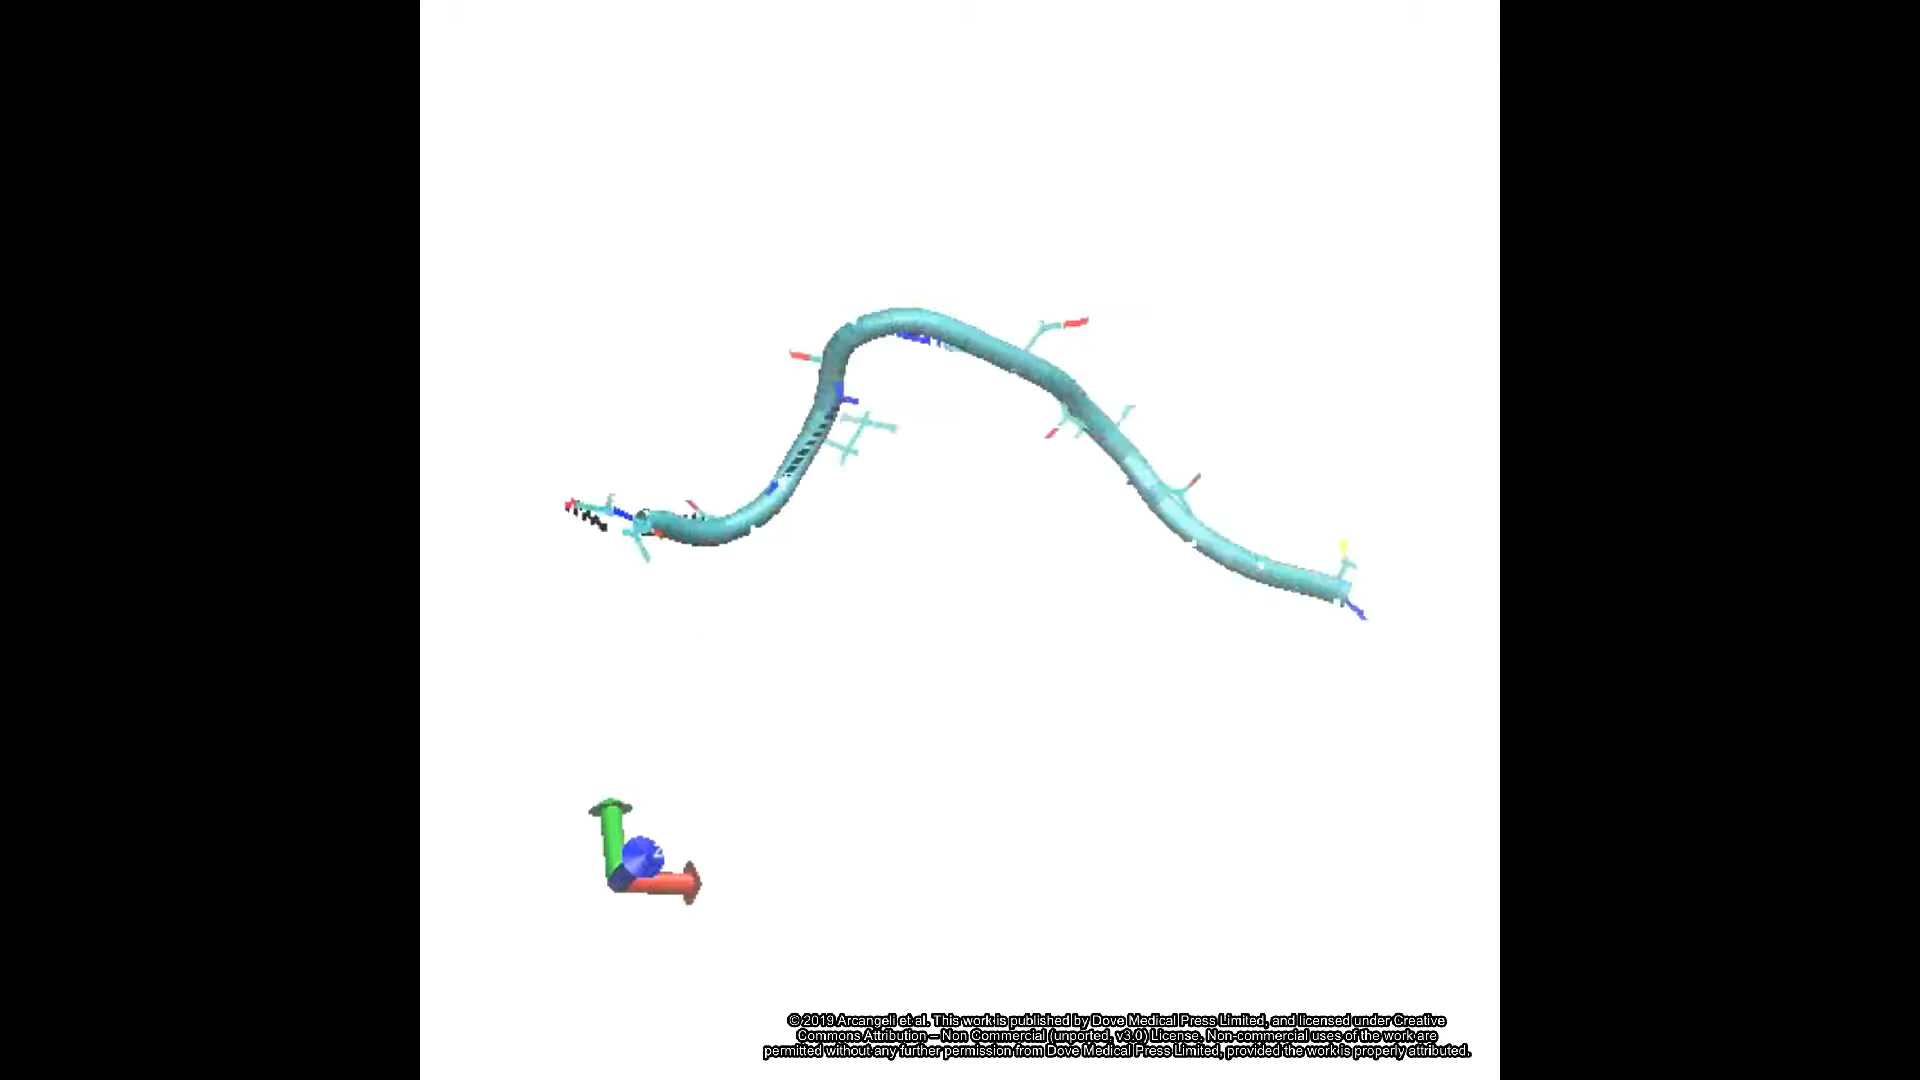 © 2019 Arcangeli et al. This work is published by Dove Medical Press Limited, and licensed under Creative
Commons Attribution – Non Commercial (unported, v3.0) License. Non-commercial uses of the work are
permitted without any further permission from Dove Medical Press Limited, provided the work is properly attributed.